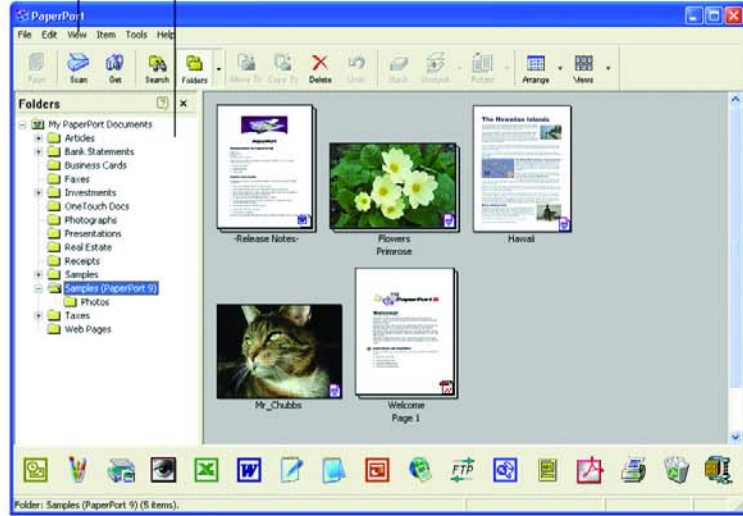 PaperPort
File Edit View Item Tools Help
Page Scan Get Search Folders Move To Copy To Delete Undo Stack Unstack Rotate Arrange Views
Folders
My PaperPort Documents
Articles
Bank Statements
Business Cards
Faxes
Investments
OneTouch Docs
Photographs
Presentations
Real Estate
Receipts
Samples
Samples (PaperPort 9)
Photos
Taxes
Web Pages
PaperPort
The Hawaiian Islands
-Release Notes-
Flowers
Primrose
Hawaii
PaperPort
Welcome
Mr_Chubbs
Welcome
Page 1
FTP
Folder: Samples (PaperPort 9) (5 items).